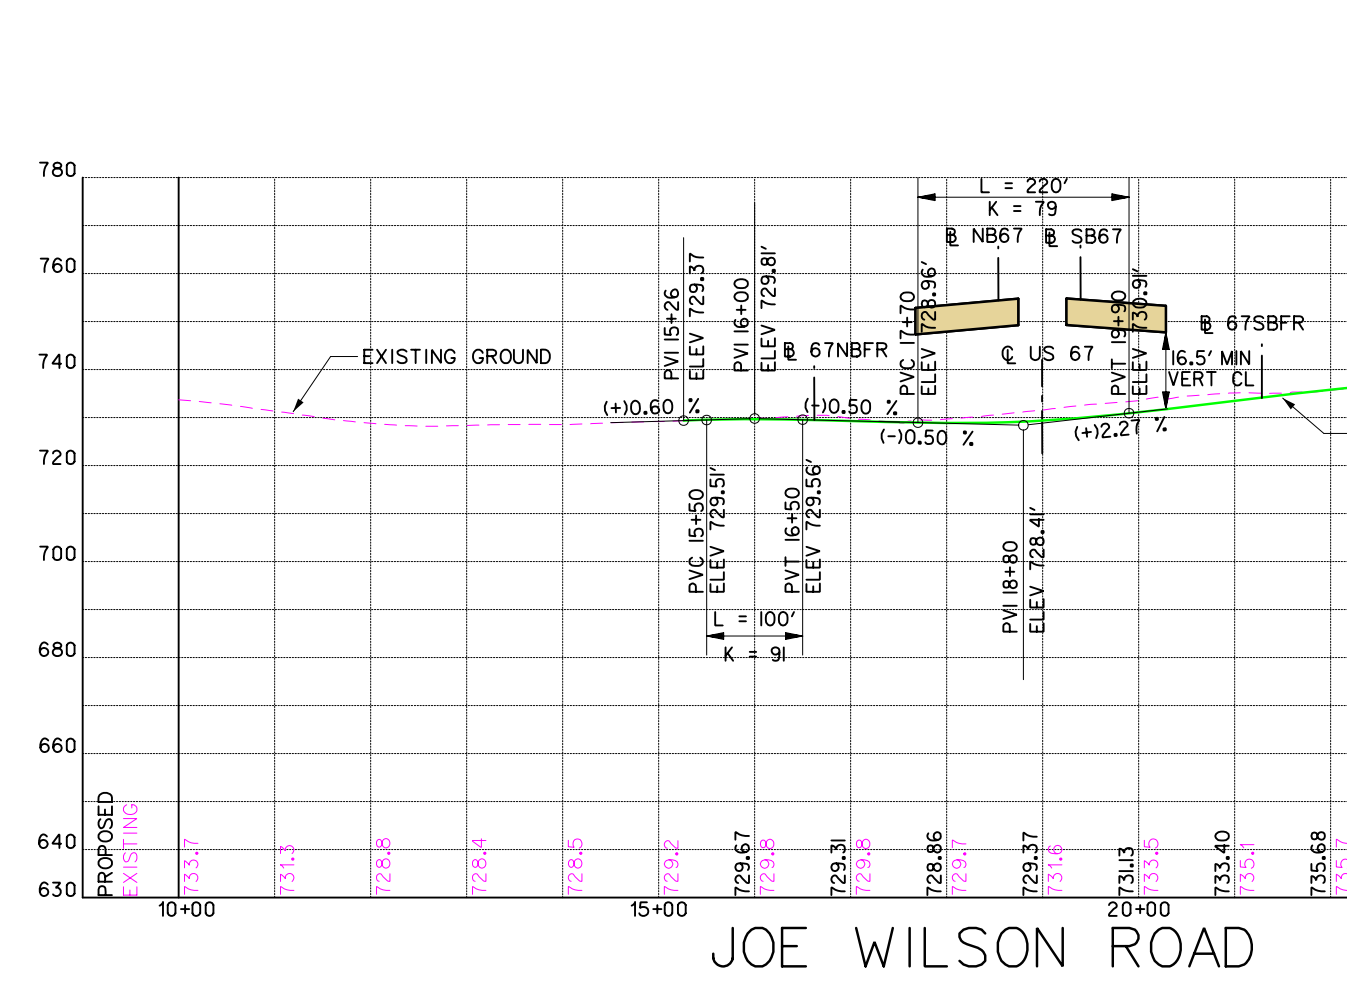 780
760
740
720
700
680
660
640
630
L = 220'
K = 79
℄ NB67
℄ SB67
PVI 15+26
ELEV 729.37
PVI 16+00
ELEV 729.81'
PVC 17+70
ELEV 728.96'
PVT 19+90
ELEV 730.91'
℄ 67NBFR
℄ US 67
℄ 67SBFR
16.5' MIN
VERT CL
EXISTING GROUND
(+)0.60 %
(-)0.50 %
(-)0.50 %
(+)2.27 %
PVC 15+50
ELEV 729.51'
PVT 16+50
ELEV 729.56'
PVI 18+80
ELEV 728.41'
L = 100'
K = 91
PROPOSED
EXISTING
733.7
731.3
728.8
728.4
728.5
729.2
729.67
729.8
729.31
729.8
728.86
729.7
729.37
731.6
731.13
733.5
733.40
735.1
735.68
735.7
10+00
15+00
20+00
JOE WILSON ROAD